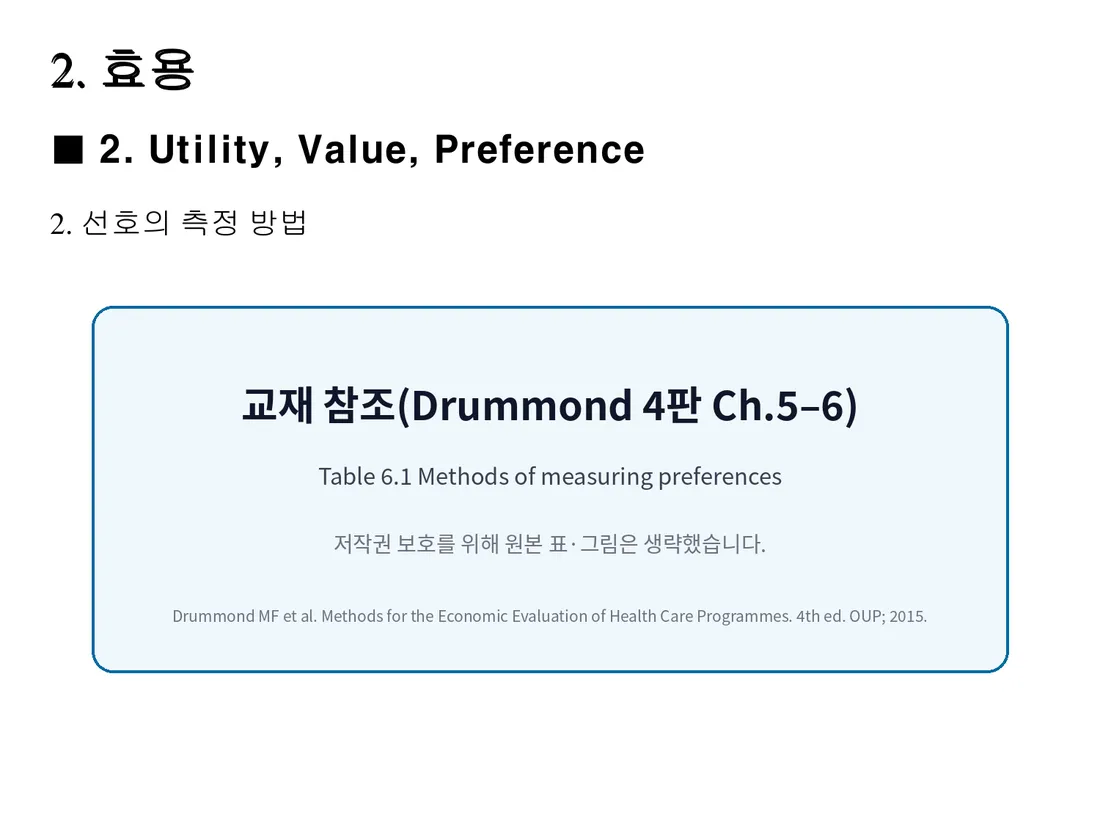 2. 효용
■ 2. Utility, Value, Preference
2. 선호의 측정 방법
교재 참조(Drummond 4판 Ch.5–6)
Table 6.1 Methods of measuring preferences
저작권 보호를 위해 원본 표·그림은 생략했습니다.
Drummond MF et al. Methods for the Economic Evaluation of Health Care Programmes. 4th ed. OUP; 2015.